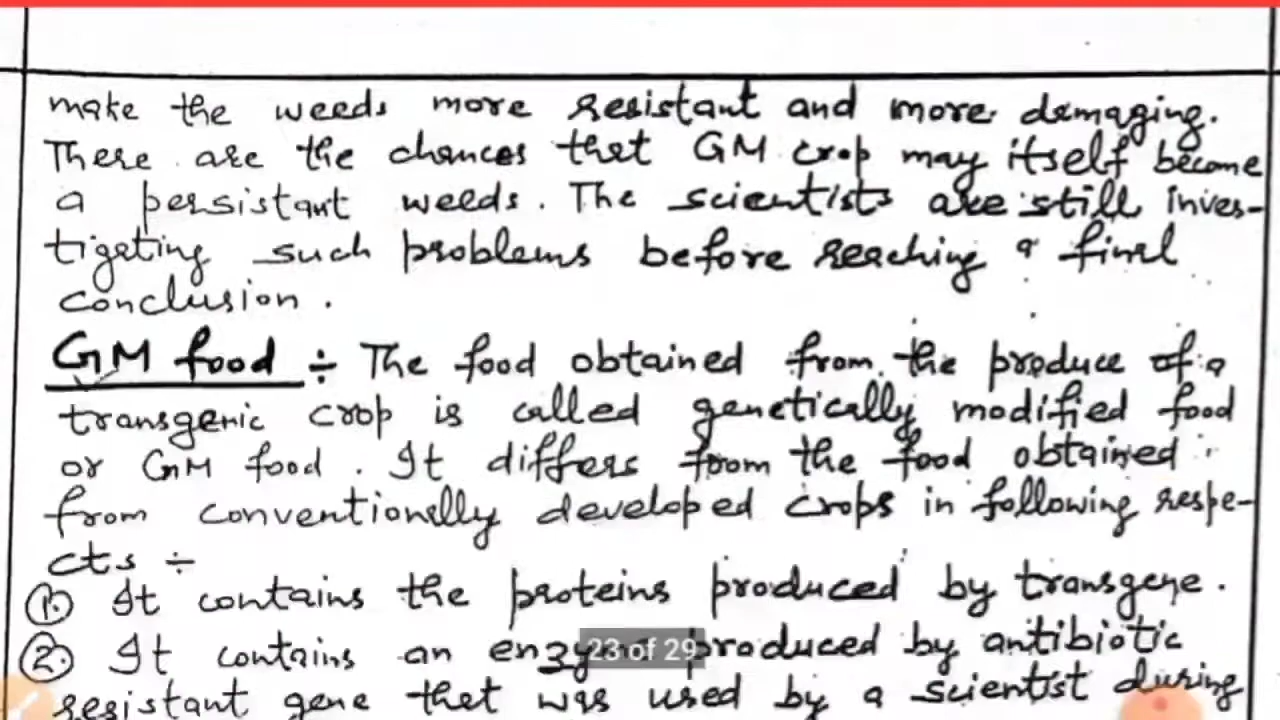 make the weeds more resistant and more damaging.
There are the chances that GM crop may itself become
a persistant weeds. The scientists are still inves-
tigating such problems before reaching a final
conclusion.
GM food ÷ The food obtained from the produce of a
transgenic crop is called genetically modified food
or GM food. It differs from the food obtained
from conventionally developed crops in following respe-
cts ÷
1. It contains the proteins produced by transgene.
2. It contains an produced by antibiotic
resistant gene that was used by a scientist during
23 of 29